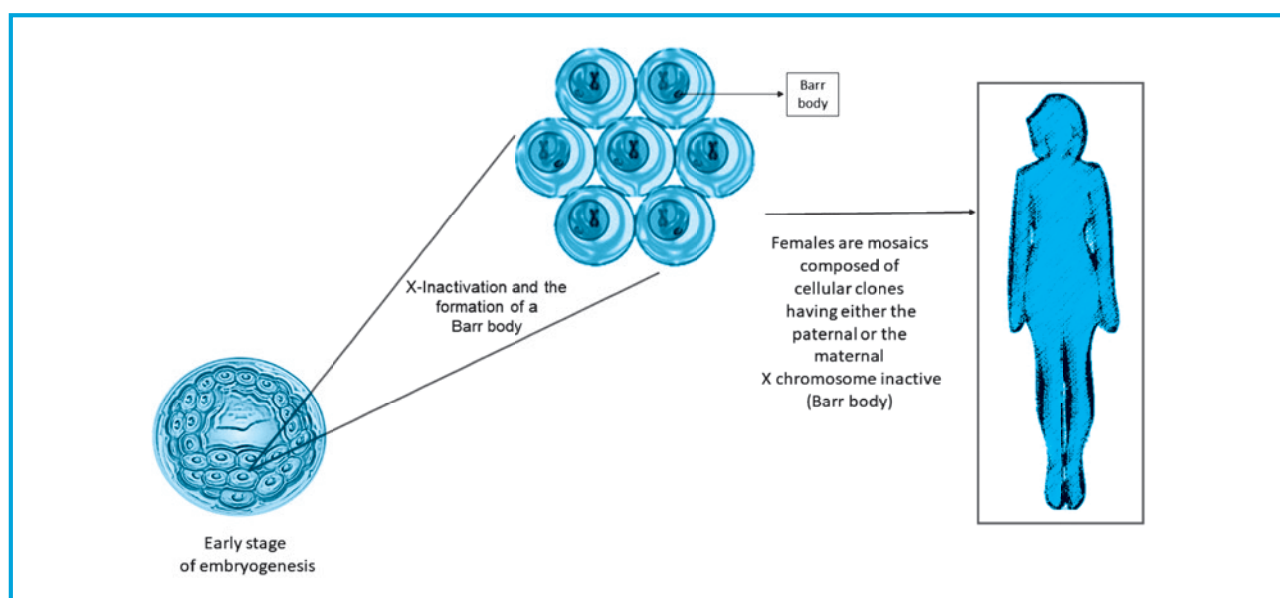 Barr
body
X-Inactivation and the
formation of a
Barr body
Females are mosaics
composed of
cellular clones
having either the
paternal or the
maternal
X chromosome inactive
(Barr body)
Early stage
of embryogenesis